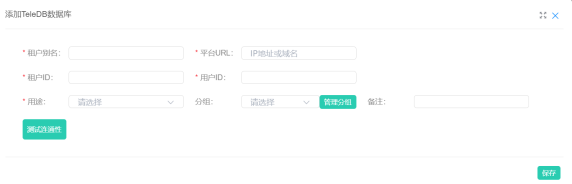 添加TeleDB数据库
* 租户别名: * 平台URL: IP地址或域名
* 租户ID: * 用户ID:
* 用途: 请选择 分组: 请选择 管理分组 备注:
测试连通性
保存